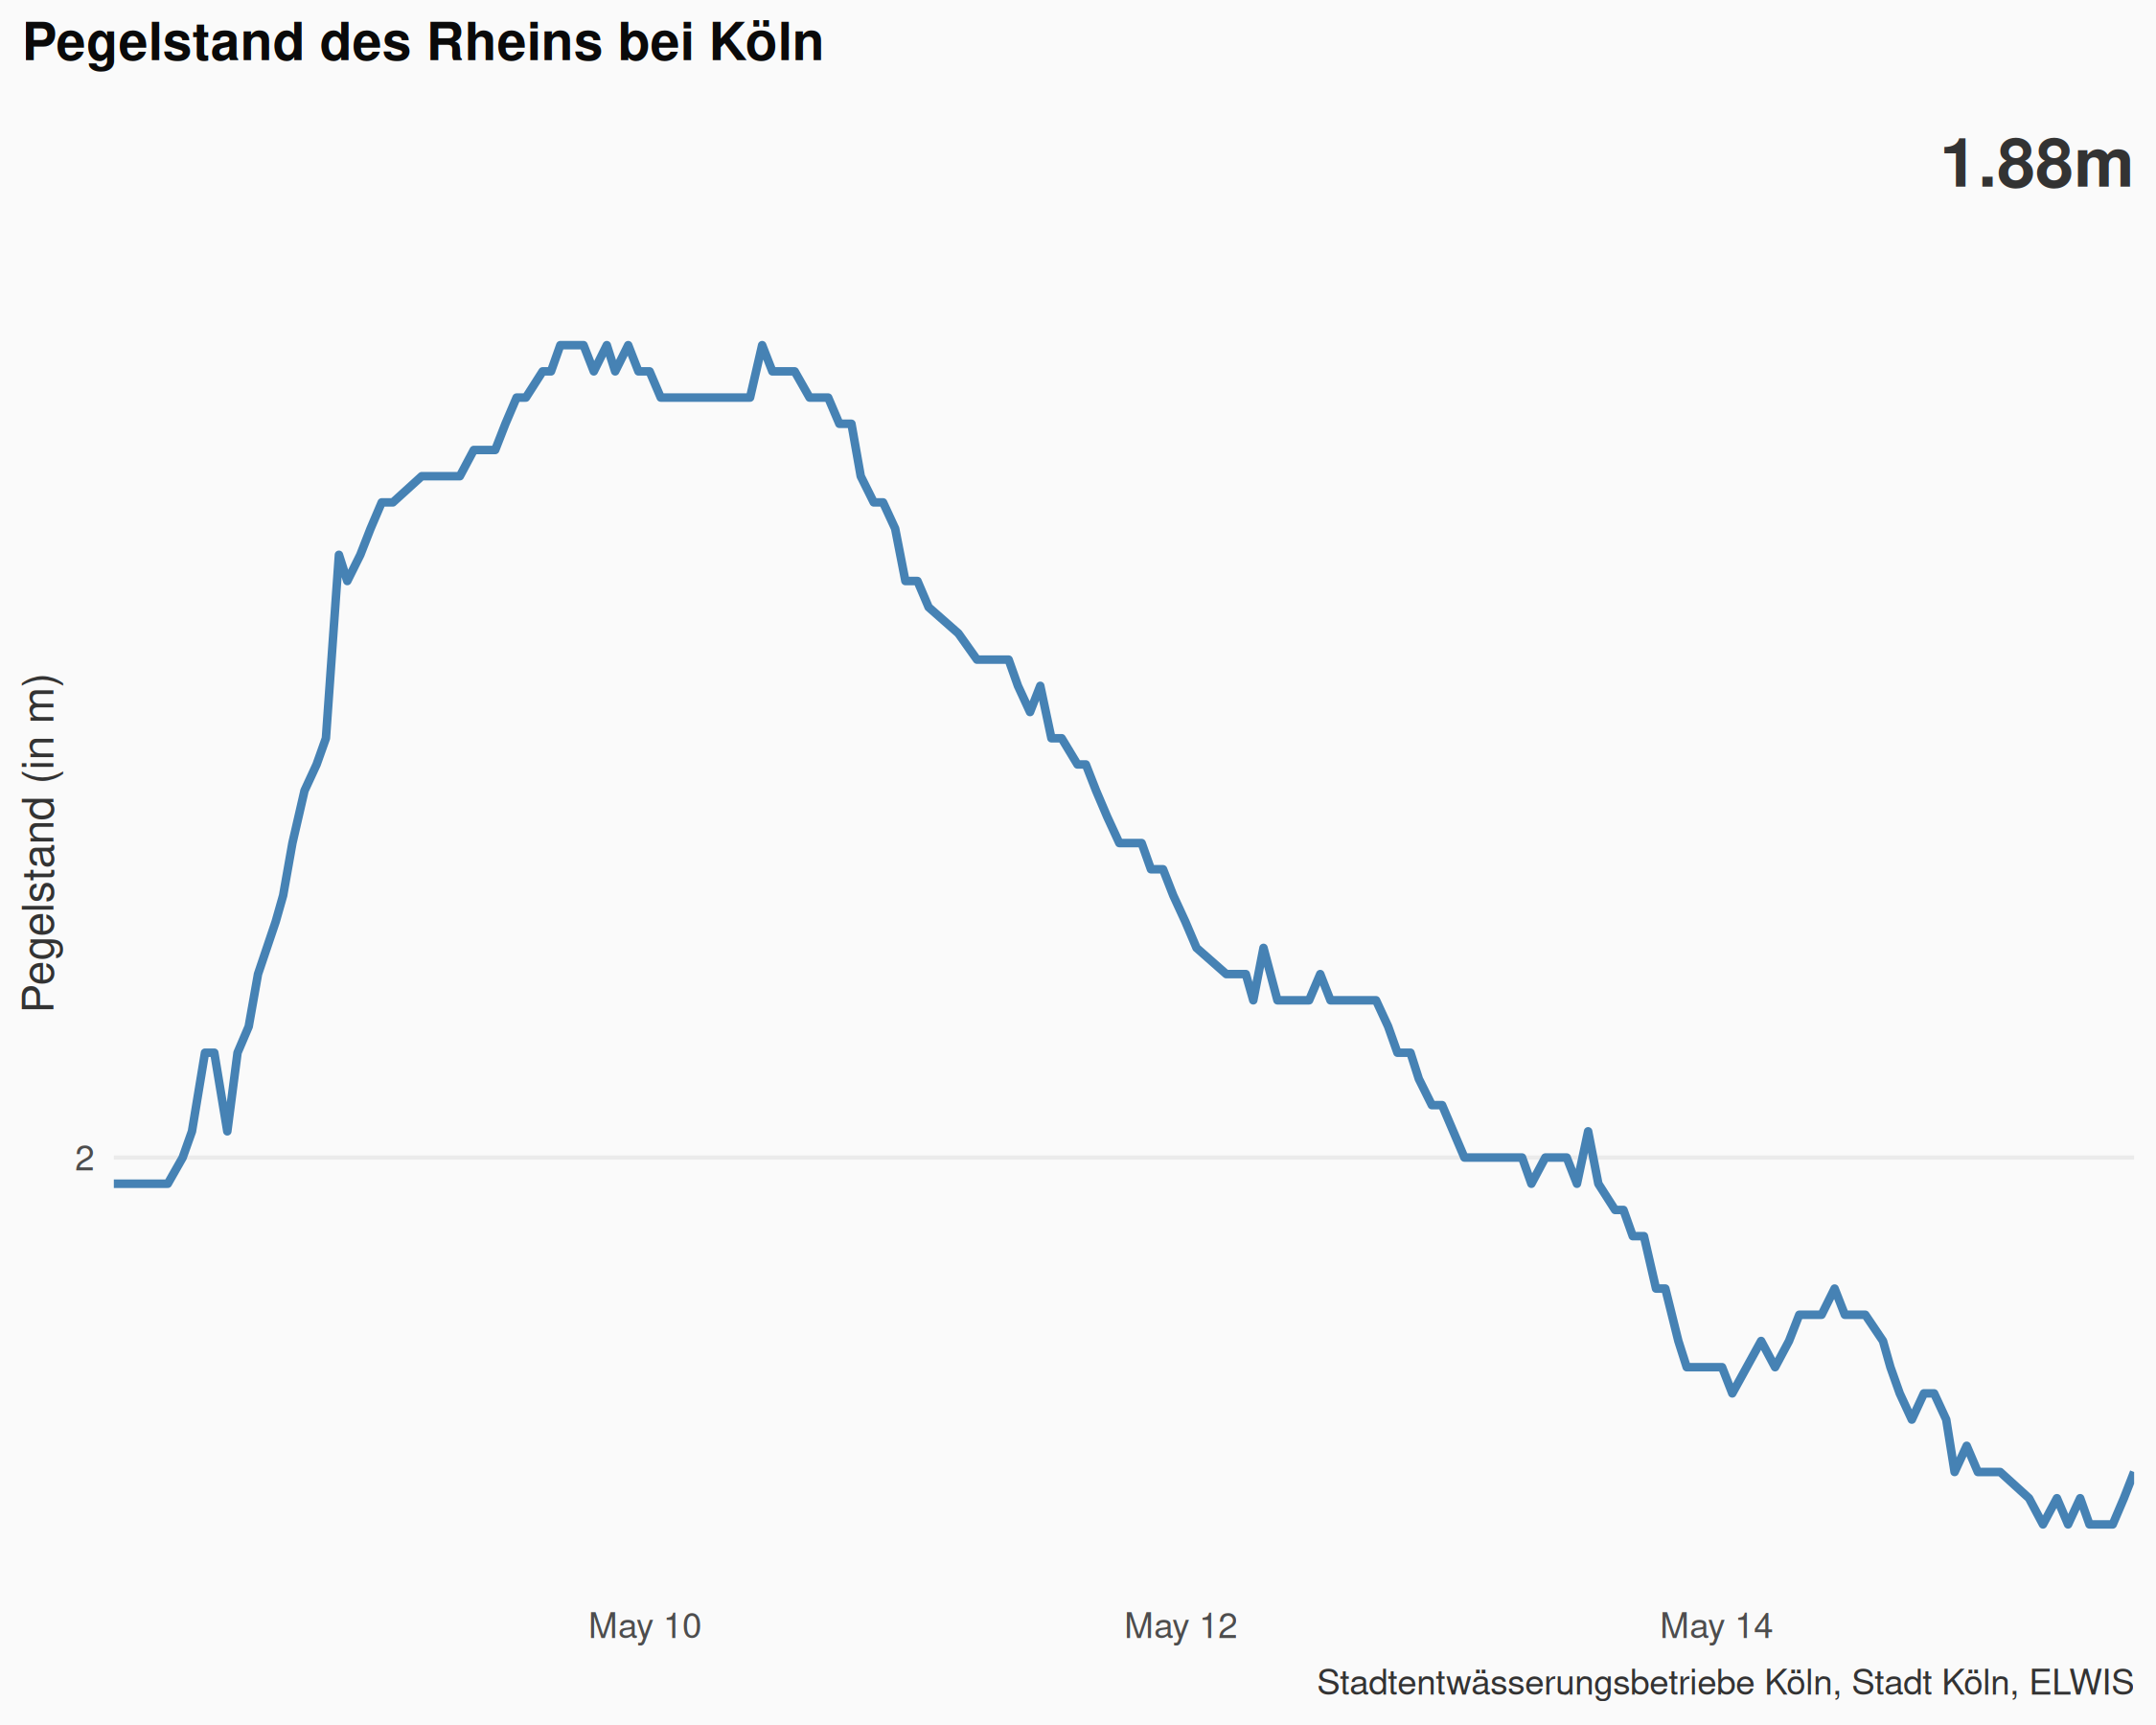 Pegelstand des Rheins bei Köln
1.88m
Pegelstand (in m)
2
May 10
May 12
May 14
Stadtentwässerungsbetriebe Köln, Stadt Köln, ELWIS